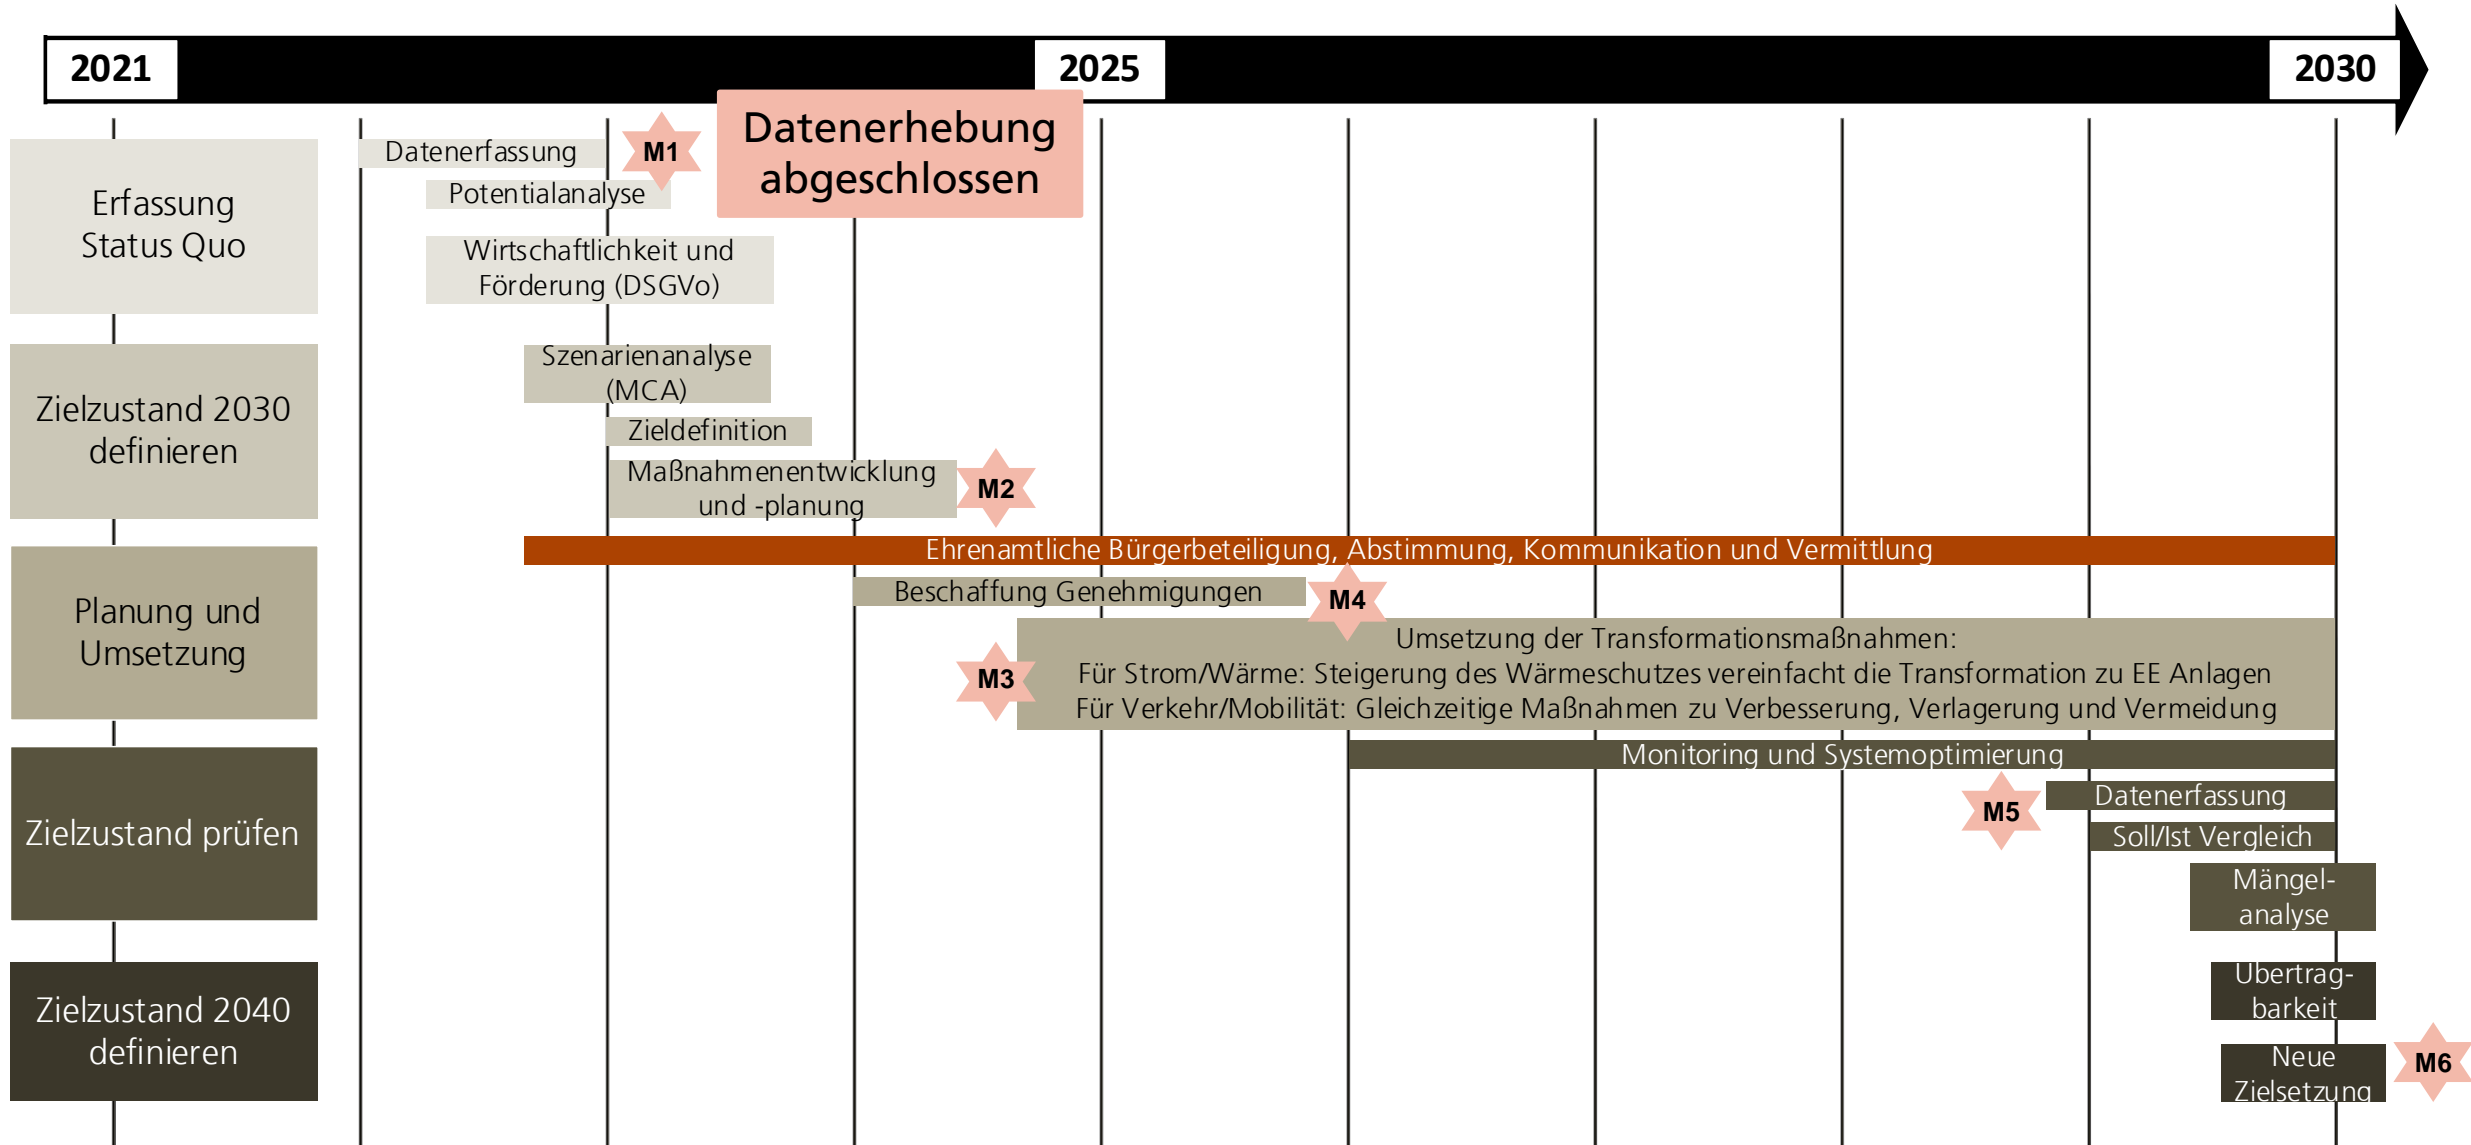 2021
2025
2030
Datenerhebung
abgeschlossen
Erfassung
Status Quo
Datenerfassung
M1
Potentialanalyse
Wirtschaftlichkeit und
Förderung (DSGVo)
Zielzustand 2030
definieren
Szenarienanalyse
(MCA)
Zieldefinition
Maßnahmenentwicklung
und -planung
M2
Planung und
Umsetzung
Ehrenamtliche Bürgerbeteiligung, Abstimmung, Kommunikation und Vermittlung
Beschaffung Genehmigungen
M4
M3
Umsetzung der Transformationsmaßnahmen:
Für Strom/Wärme: Steigerung des Wärmeschutzes vereinfacht die Transformation zu EE Anlagen
Für Verkehr/Mobilität: Gleichzeitige Maßnahmen zu Verbesserung, Verlagerung und Vermeidung
Zielzustand prüfen
Monitoring und Systemoptimierung
M5
Datenerfassung
Soll/Ist Vergleich
Mängel-
analyse
Zielzustand 2040
definieren
Übertrag-
barkeit
Neue
Zielsetzung
M6